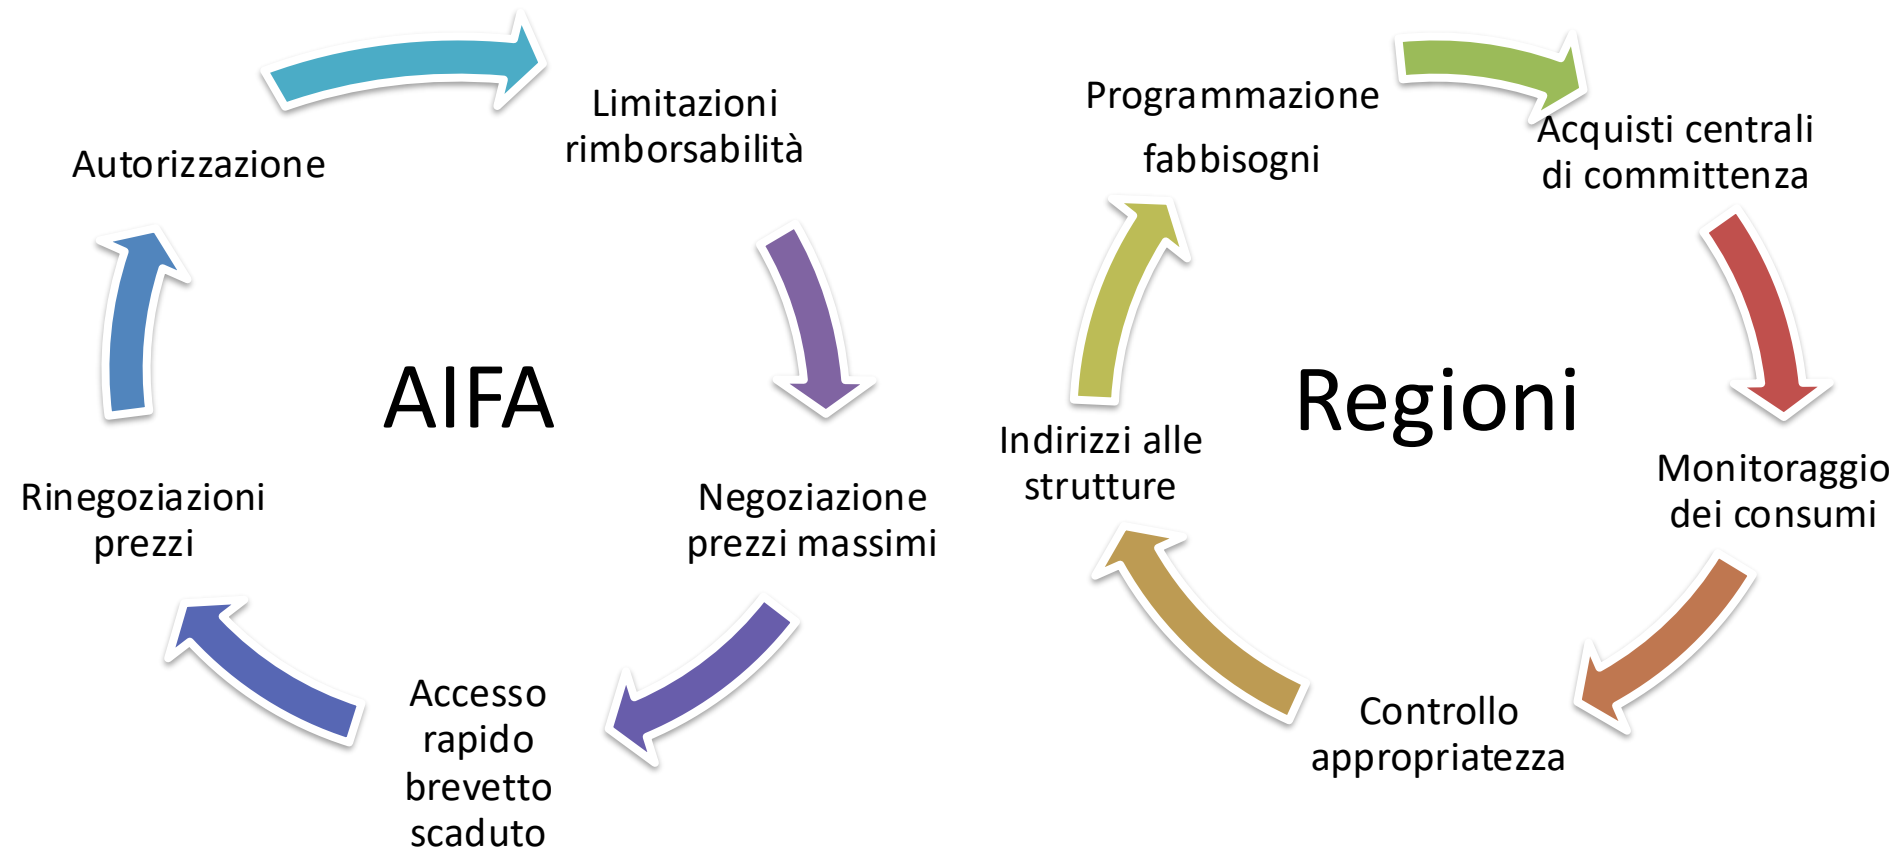 Autorizzazione
Limitazioni
rimborsabilità
Negoziazione
prezzi massimi
Accesso
rapido
brevetto
scaduto
Rinegoziazioni
prezzi
AIFA
Programmazione
fabbisogni
Acquisti centrali
di committenza
Monitoraggio
dei consumi
Controllo
appropriatezza
Indirizzi alle
strutture
Regioni